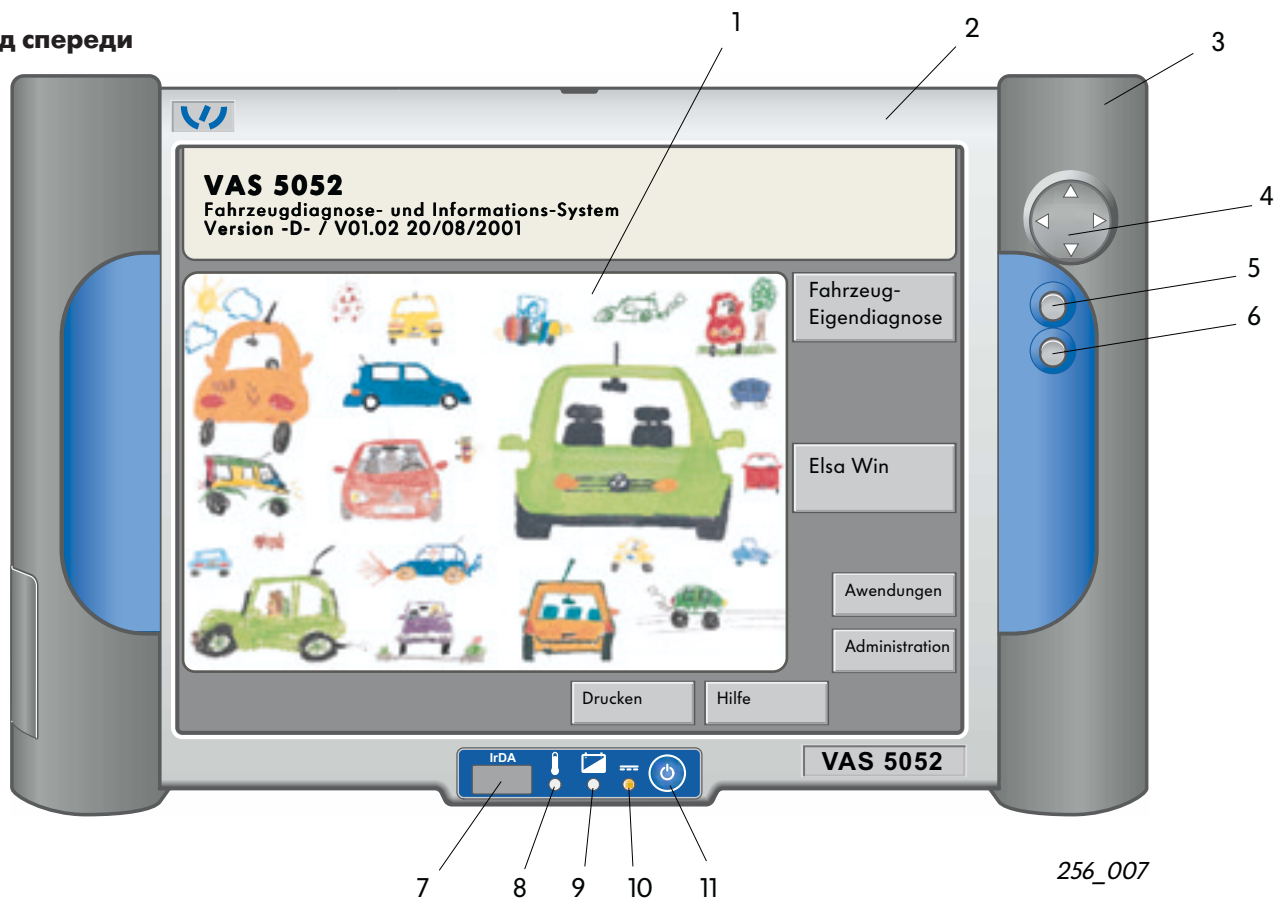 д спереди
1
2
3
VAS 5052
Fahrzeugdiagnose- und Informations-System
Version -D- / V01.02 20/08/2001
4
Fahrzeug-
Eigendiagnose
5
6
Elsa Win
Awendungen
Administration
Drucken
Hilfe
IrDA
VAS 5052
7
8
9
10
11
256_007